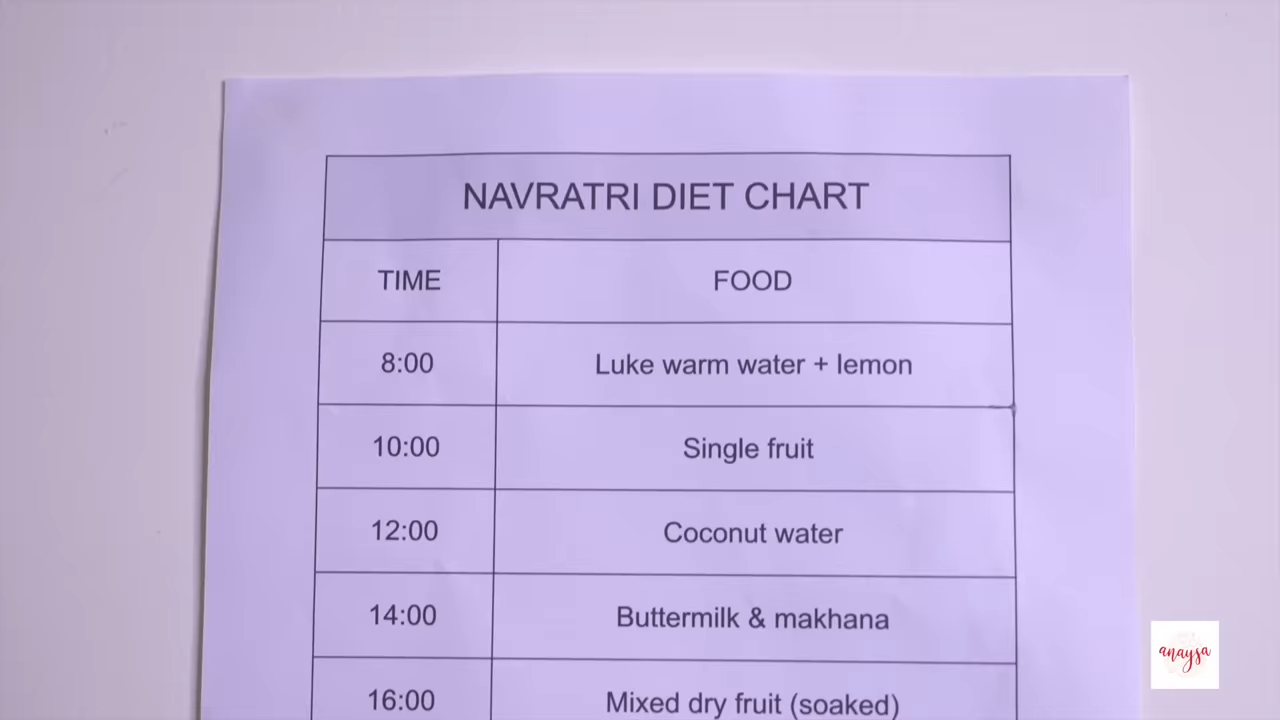 NAVRATRI DIET CHART
TIME FOOD
8:00 Luke warm water + lemon
10:00 Single fruit
12:00 Coconut water
14:00 Buttermilk & makhana
16:00 Mixed dry fruit (soaked)
anaysa